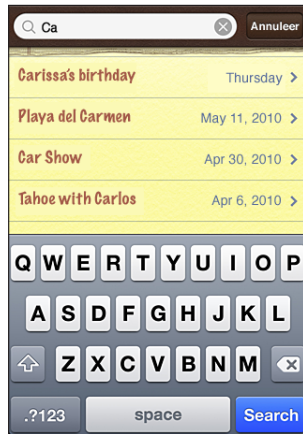 Ca
Annuleer
Carissa's birthday Thursday
Playa del Carmen May 11, 2010
Car Show Apr 30, 2010
Tahoe with Carlos Apr 6, 2010
Q W E R T Y U I O P
A S D F G H J K L
Z X C V B N M
.?123 space Search